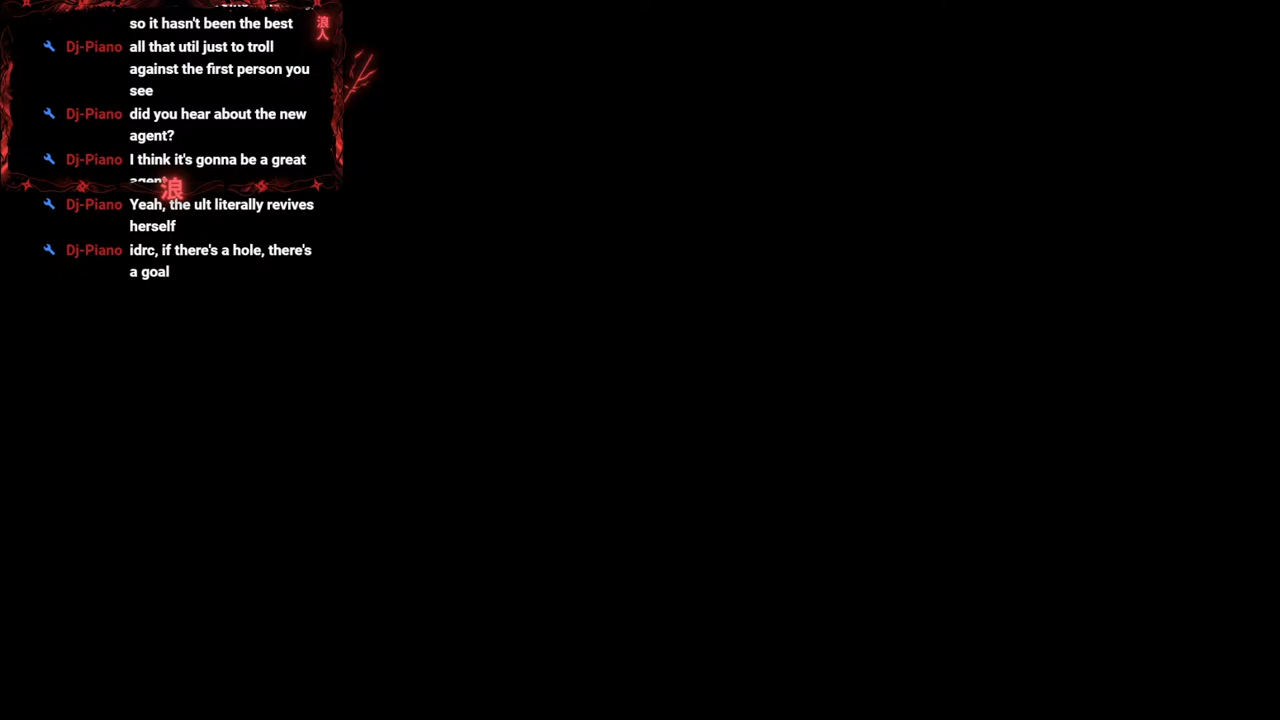 so it hasn't been the best
浪人
Dj-Piano all that util just to troll
against the first person you
see
Dj-Piano did you hear about the new
agent?
Dj-Piano I think it's gonna be a great
浪
Dj-Piano Yeah, the ult literally revives
herself
Dj-Piano idrc, if there's a hole, there's
a goal